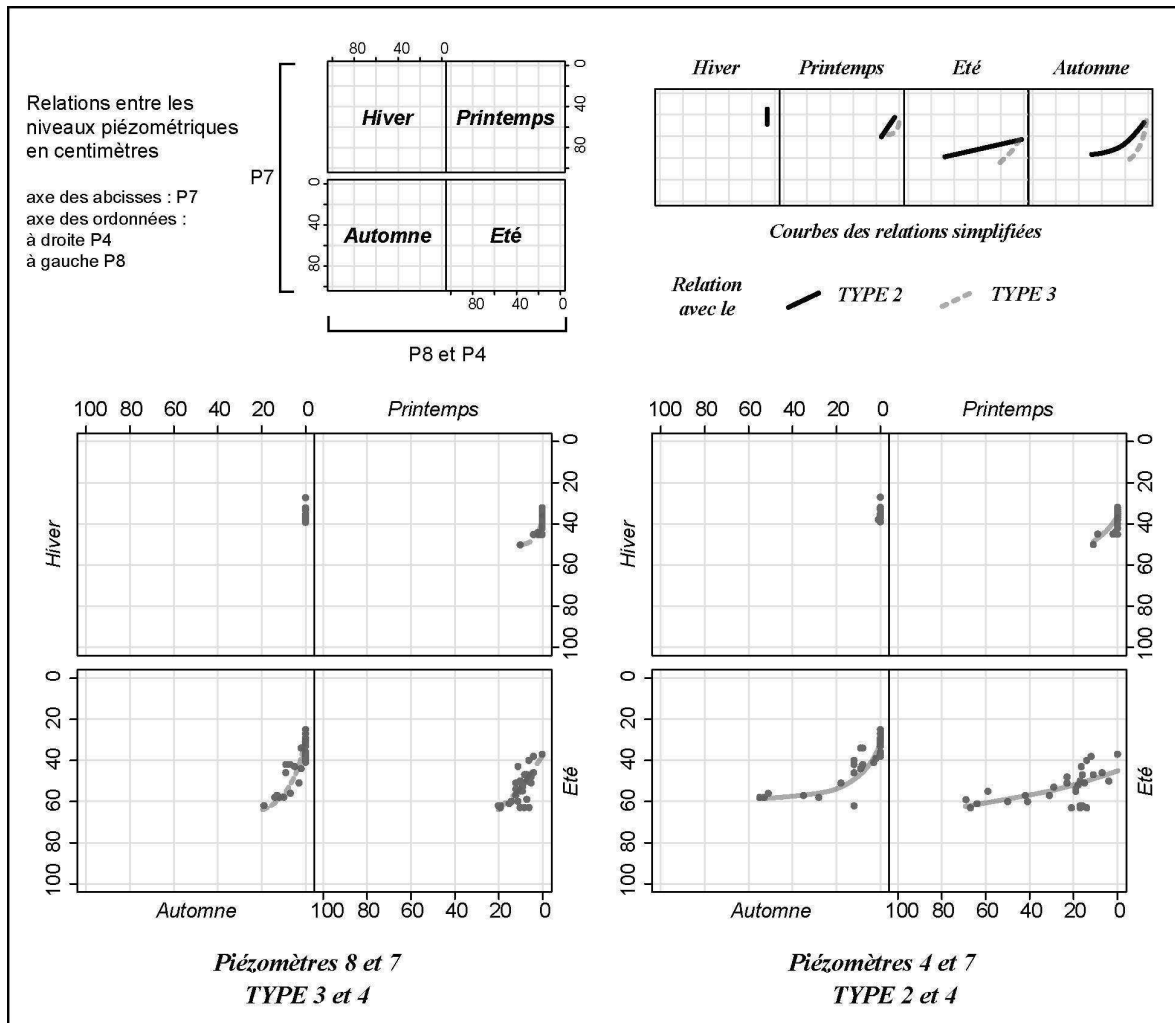 Relations entre les
niveaux piézométriques
en centimètres
axe des abcisses : P7
axe des ordonnées :
à droite P4
à gauche P8
80 40 0
Hiver Printemps
0 40 80
P7
0 40 80
Automne Eté
80 40 0
P8 et P4
Hiver Printemps Eté Automne
Courbes des relations simplifiées
Relation
avec le
TYPE 2 TYPE 3
100 80 60 40 20 0 Printemps
Hiver
0 20 40 60 80 100
0 20 40 60 80 100
Eté
Automne 100 80 60 40 20 0
Piézomètres 8 et 7
TYPE 3 et 4
100 80 60 40 20 0 Printemps
Hiver
0 20 40 60 80 100
0 20 40 60 80 100
Eté
Automne 100 80 60 40 20 0
Piézomètres 4 et 7
TYPE 2 et 4